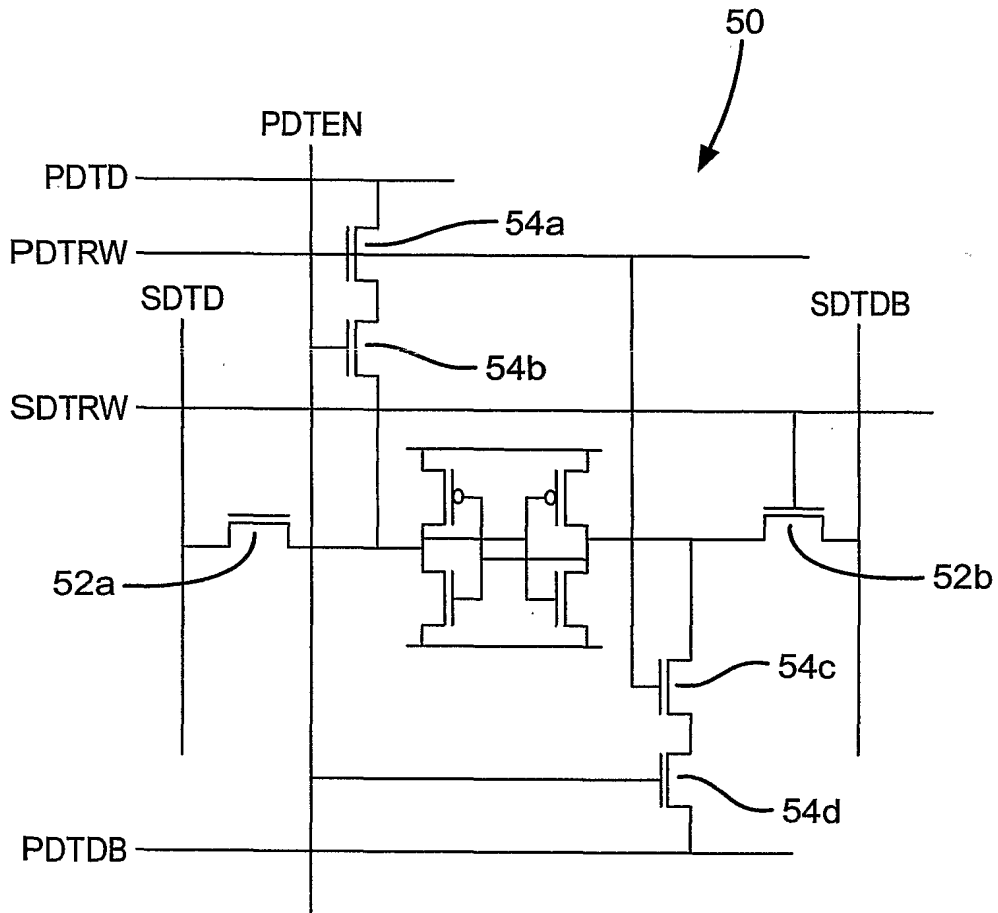 50
PDTEN
PDTD
54a
PDTRW
SDTD
SDTDB
54b
SDTRW
52a
52b
54c
54d
PDTDB